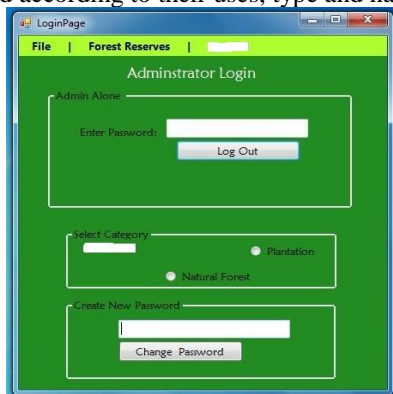 d according to their uses, type and na
LoginPage
File | Forest Reserves |
Adminstrator Login
Admin Alone
Enter Password:
Log Out
Select Category
Plantation
Natural Forest
Create New Password
Change Password